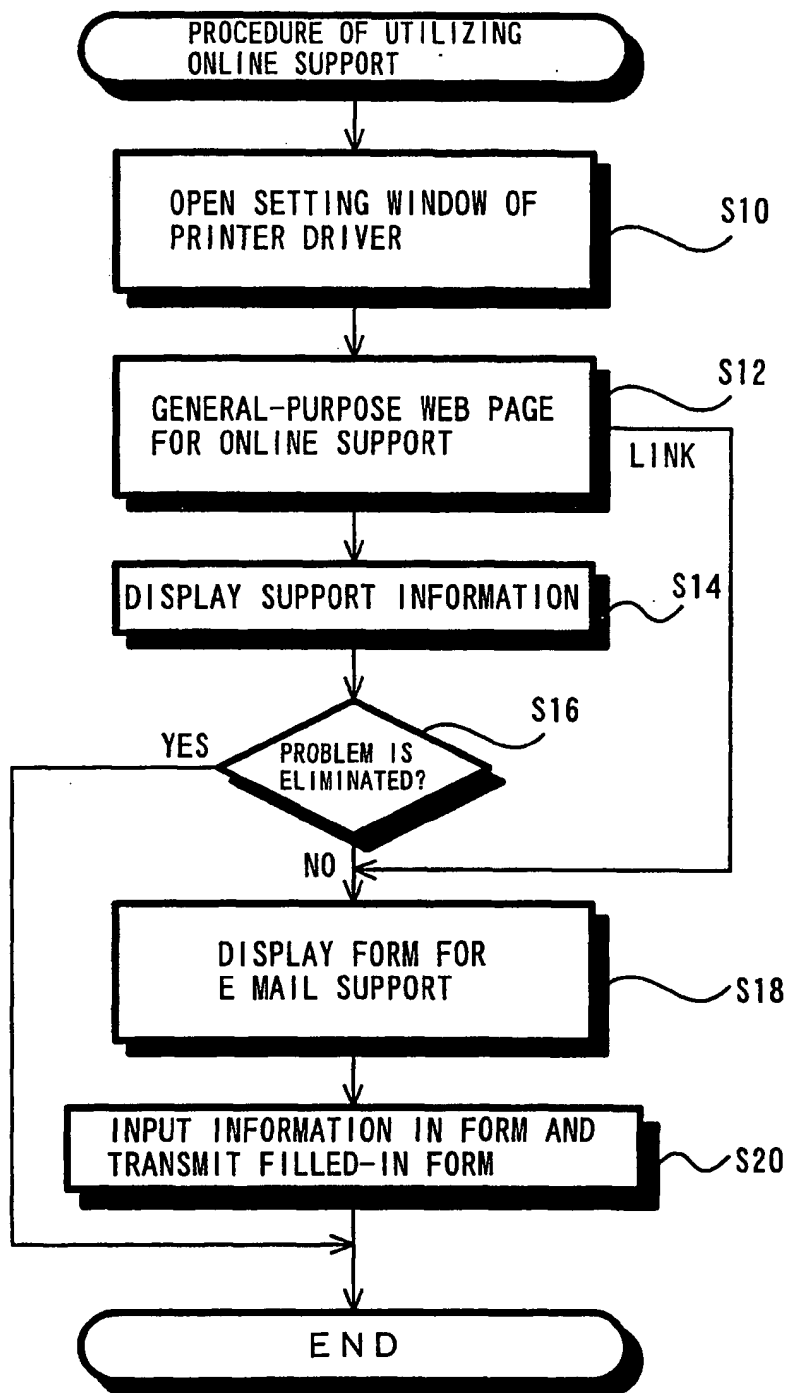 PROCEDURE OF UTILIZING
ONLINE SUPPORT
OPEN SETTING WINDOW OF
PRINTER DRIVER
S10
GENERAL-PURPOSE WEB PAGE
FOR ONLINE SUPPORT
S12
LINK
DISPLAY SUPPORT INFORMATION
S14
S16
YES
PROBLEM IS
ELIMINATED?
NO
DISPLAY FORM FOR
E MAIL SUPPORT
S18
INPUT INFORMATION IN FORM AND
TRANSMIT FILLED-IN FORM
S20
END